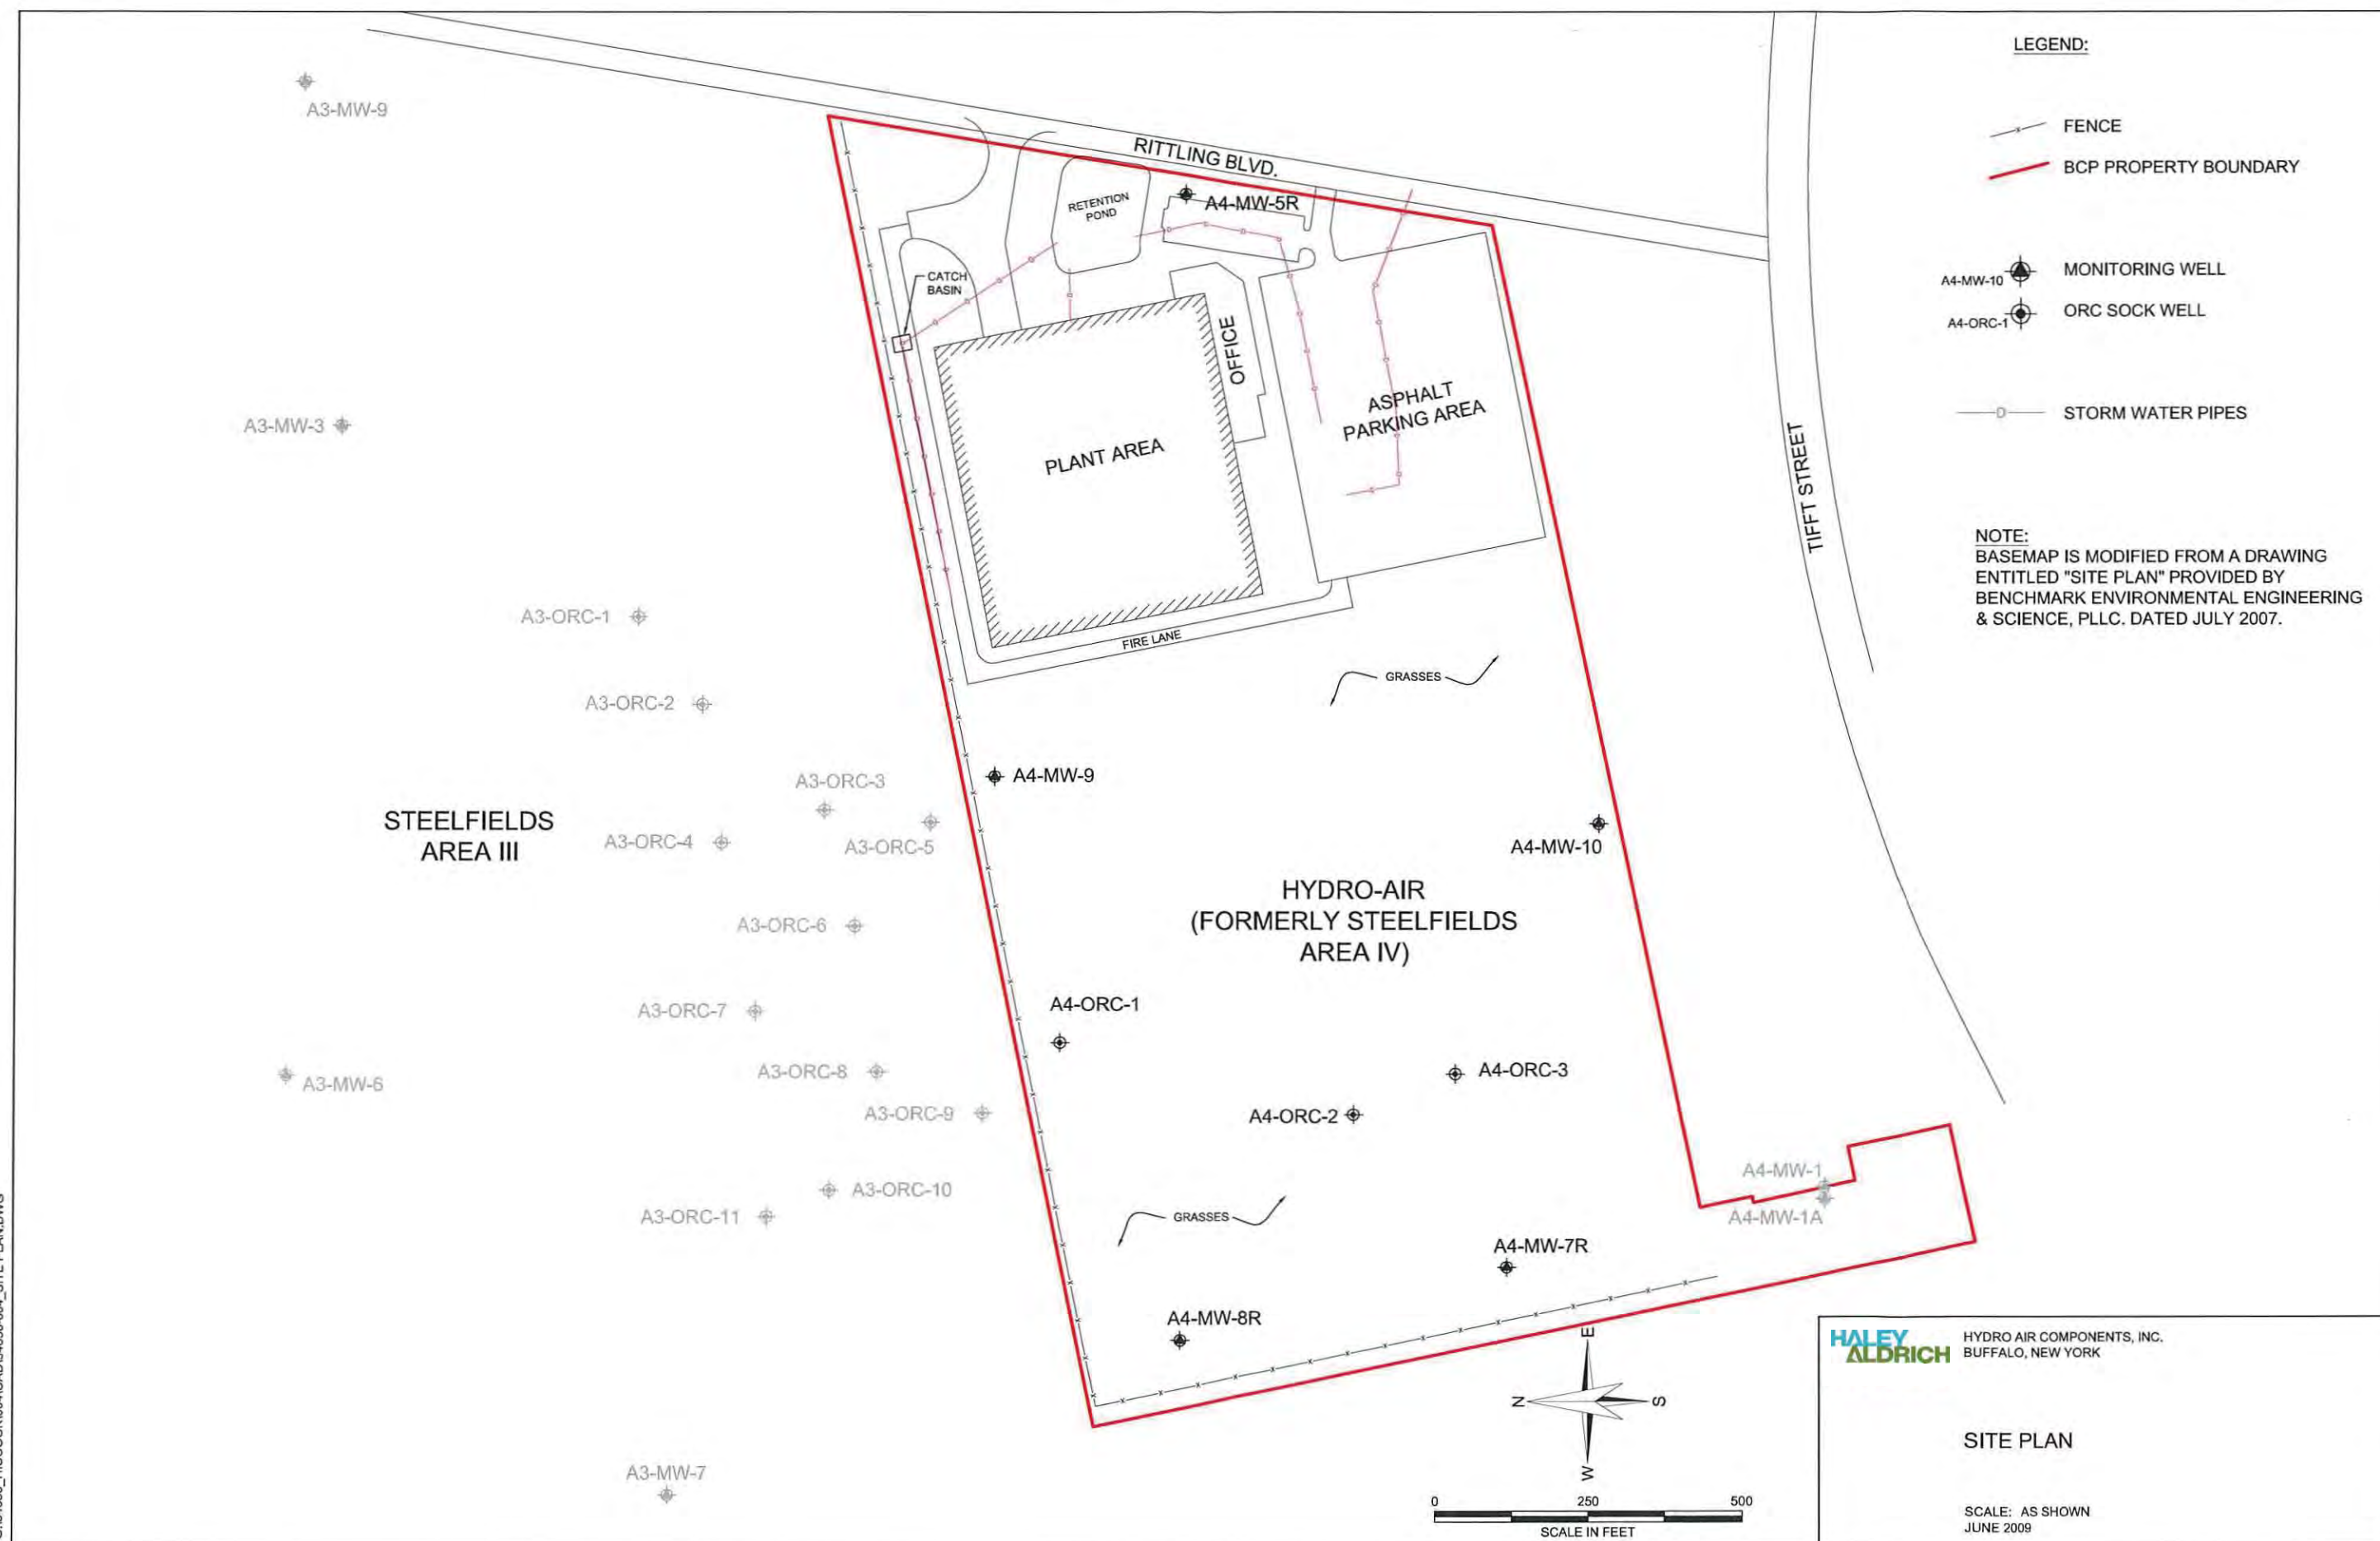 LEGEND:
FENCE
BCP PROPERTY BOUNDARY
A4-MW-10
MONITORING WELL
A4-ORC-1
ORC SOCK WELL
STORM WATER PIPES
NOTE:
BASEMAP IS MODIFIED FROM A DRAWING
ENTITLED "SITE PLAN" PROVIDED BY
BENCHMARK ENVIRONMENTAL ENGINEERING
& SCIENCE, PLLC. DATED JULY 2007.
A3-MW-9
RITTLING BLVD.
RETENTION
POND
A4-MW-5R
CATCH
BASIN
OFFICE
ASPHALT
PARKING AREA
PLANT AREA
TIFFT STREET
A3-MW-3
A3-ORC-1
FIRE LANE
GRASSES
A3-ORC-2
A4-MW-9
A3-ORC-3
STEELFIELDS
AREA III
A3-ORC-4
A3-ORC-5
A4-MW-10
HYDRO-AIR
(FORMERLY STEELFIELDS
AREA IV)
A3-ORC-6
A4-ORC-1
A3-ORC-7
A3-ORC-8
A4-ORC-3
A3-MW-6
A3-ORC-9
A4-ORC-2
A4-MW-1
A3-ORC-10
A3-ORC-11
GRASSES
A4-MW-1A
A4-MW-7R
A4-MW-8R
E
N
S
W
A3-MW-7
0 250 500
SCALE IN FEET
HALEY
ALDRICH
HYDRO AIR COMPONENTS, INC.
BUFFALO, NEW YORK
SITE PLAN
SCALE: AS SHOWN
JUNE 2009